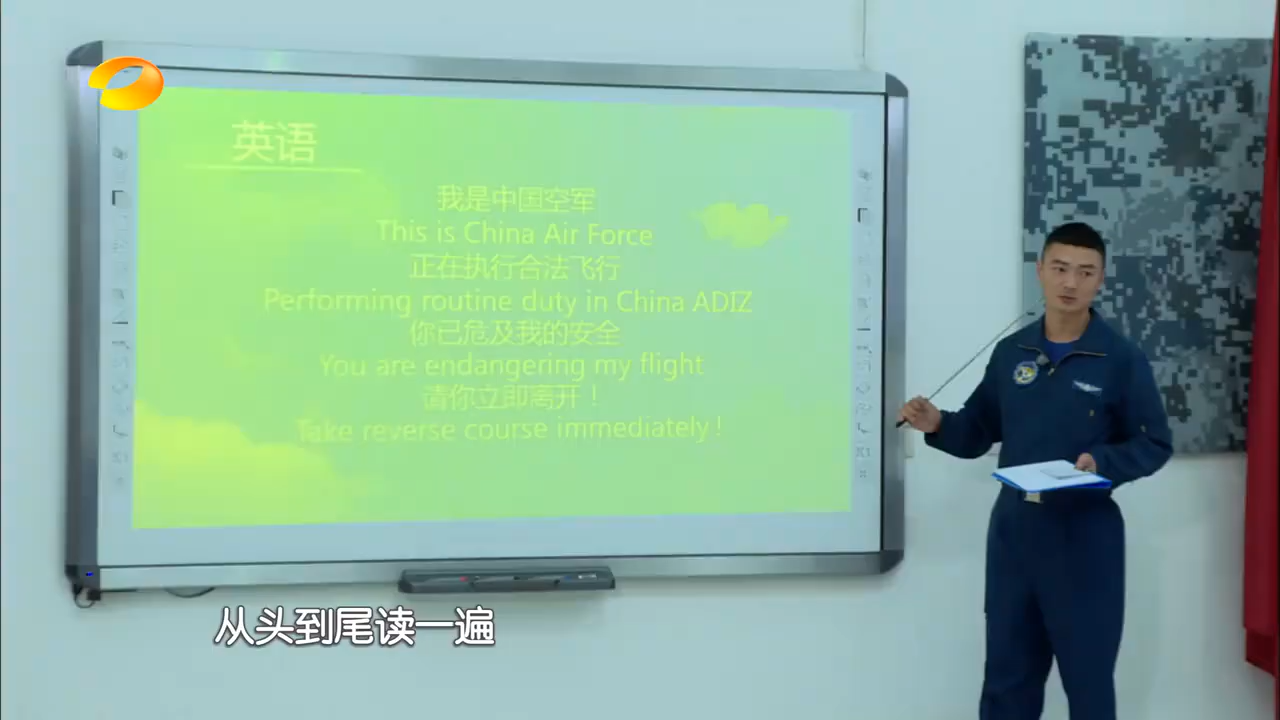 英语
我是中国空军
This is China Air Force
正在执行合法飞行
Performing routine duty in China ADIZ
你已危及我的安全
You are endangering my flight
请你立即离开！
Take reverse course immediately!
从头到尾读一遍